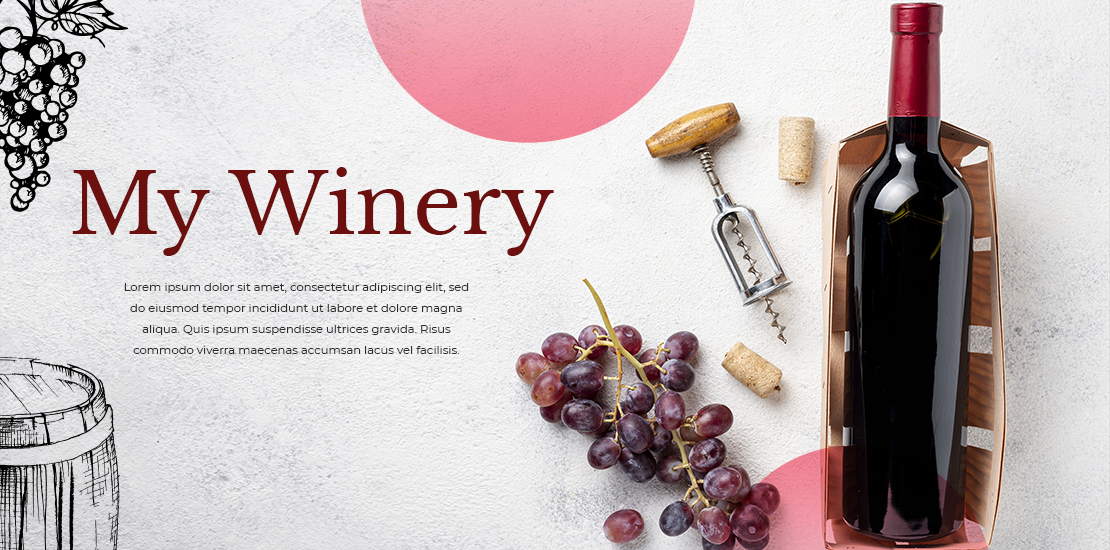 My Winery
Lorem ipsum dolor sit amet, consectetur adipiscing elit, sed
do eiusmod tempor incididunt ut labore et dolore magna
aliqua. Quis ipsum suspendisse ultrices gravida. Risus
commodo viverra maecenas accumsan lacus vel facilisis.